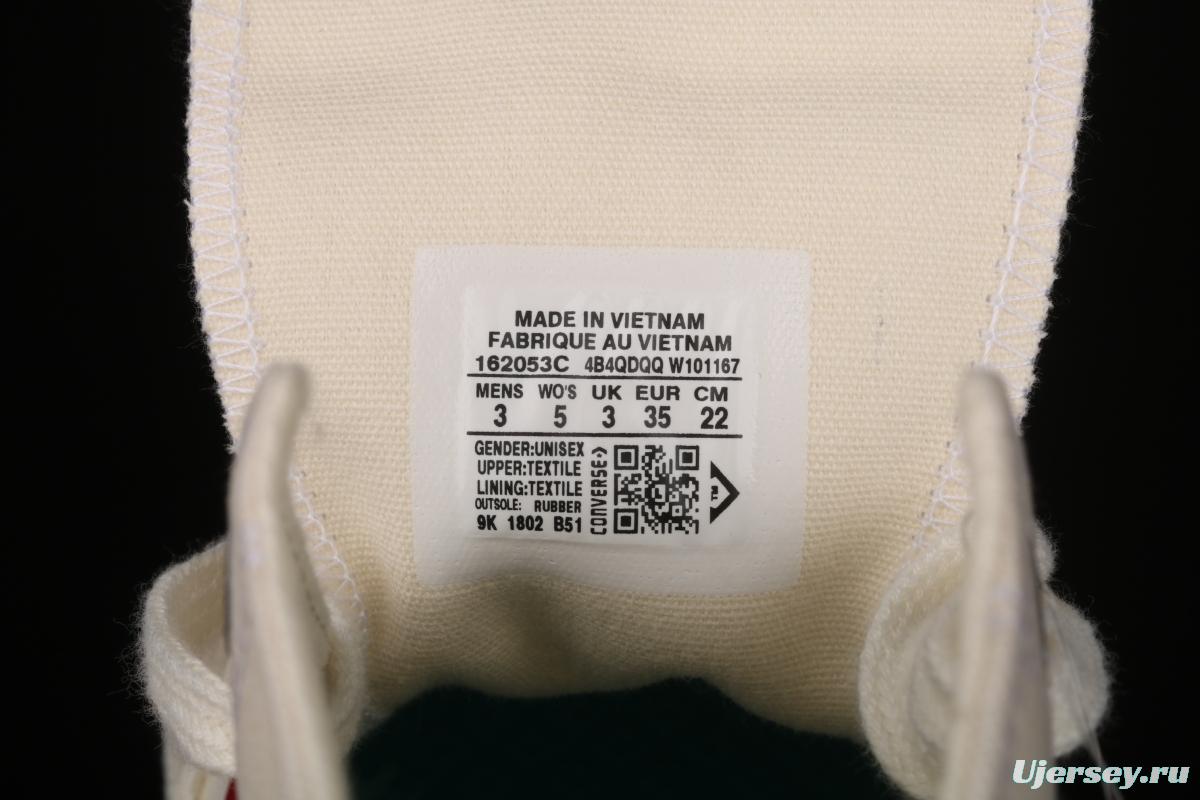 MADE IN VIETNAM
FABRIQUE AU VIETNAM
162053C 4B4QDQQ W101167
MENS WO'S UK EUR CM
3 5 3 35 22
GENDER:UNISEX
UPPER:TEXTILE
LINING:TEXTILE
OUTSOLE: RUBBER
9K 1802 B51
CONVERSE>
TM
Ujersey.ru